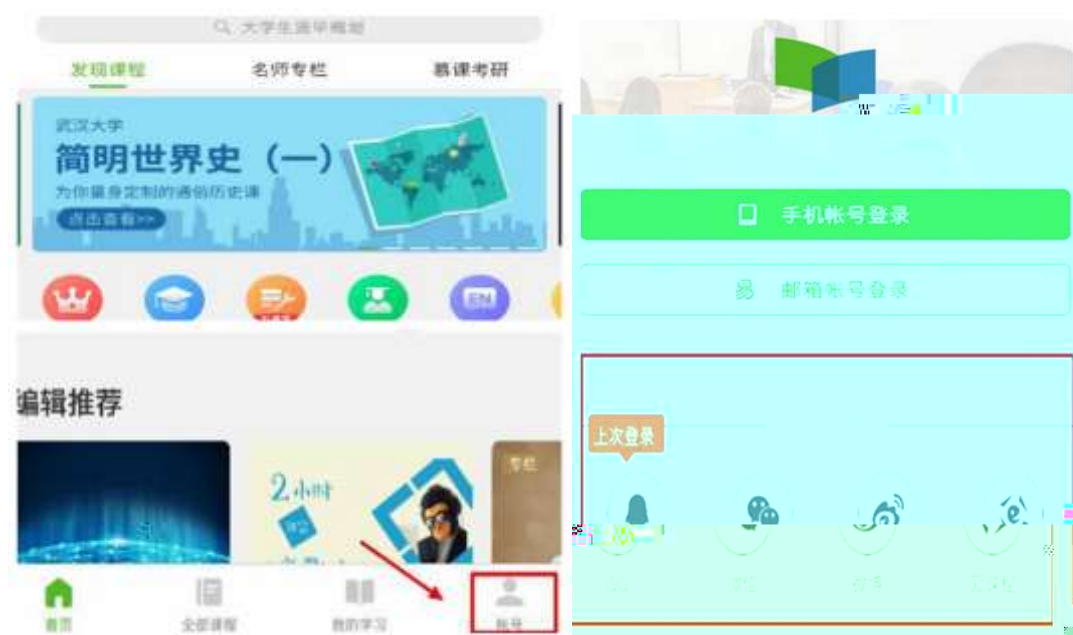 大学生涯早规划
发现课程
名师专栏
慕课考研
武汉大学
简明世界史（一）
为你量身定制的通俗历史课
点击查看>>
EN
编辑推荐
2小时
专栏
首页
全部课程
我的学习
账号
手机帐号登录
易 邮箱帐号登录
上次登录